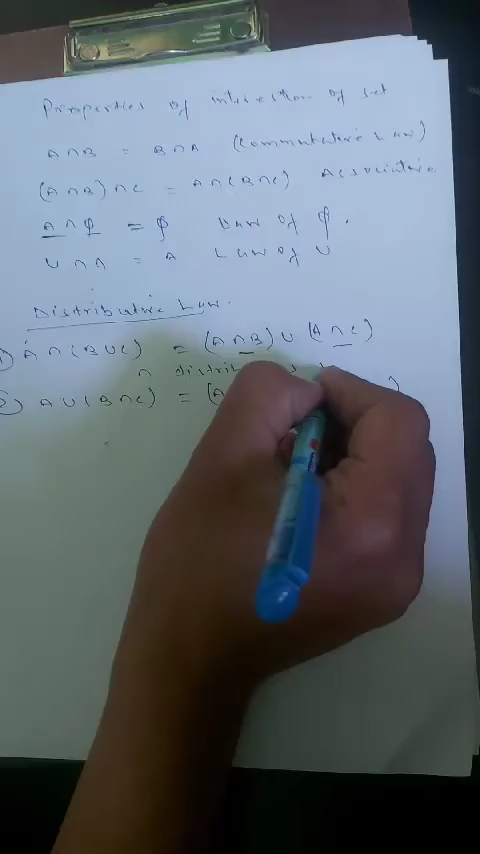 Properties of intersection of set
A ∩ B = B ∩ A (Commutative Law)
(A ∩ B) ∩ C = A ∩ (B ∩ C) Associative
A ∩ φ = φ Law of φ.
U ∩ A = A Law of U
Distributive Law.
1) A ∩ (B ∪ C) = (A ∩ B) ∪ (A ∩ C)
∩ distrib
2) A ∪ (B ∩ C) = (A )